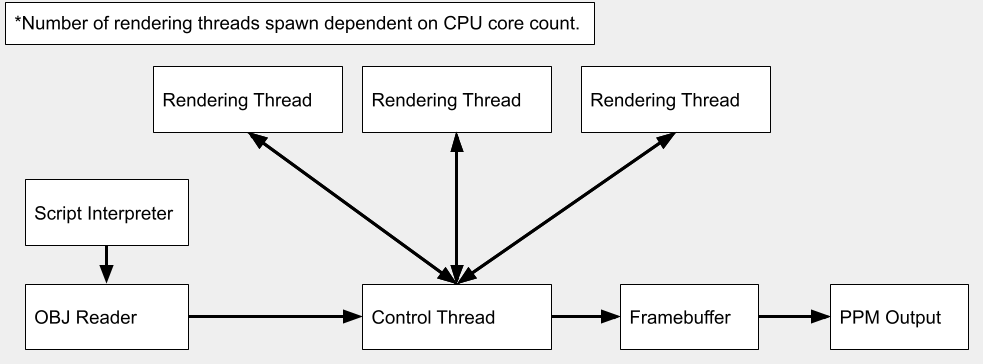 *Number of rendering threads spawn dependent on CPU core count.
Rendering Thread
Rendering Thread
Rendering Thread
Script Interpreter
OBJ Reader
Control Thread
Framebuffer
PPM Output